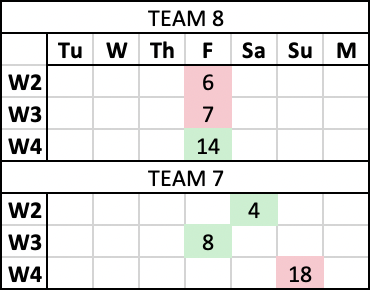 TEAM 8
Tu W Th F Sa Su M
W2 6
W3 7
W4 14
TEAM 7
W2 4
W3 8
W4 18